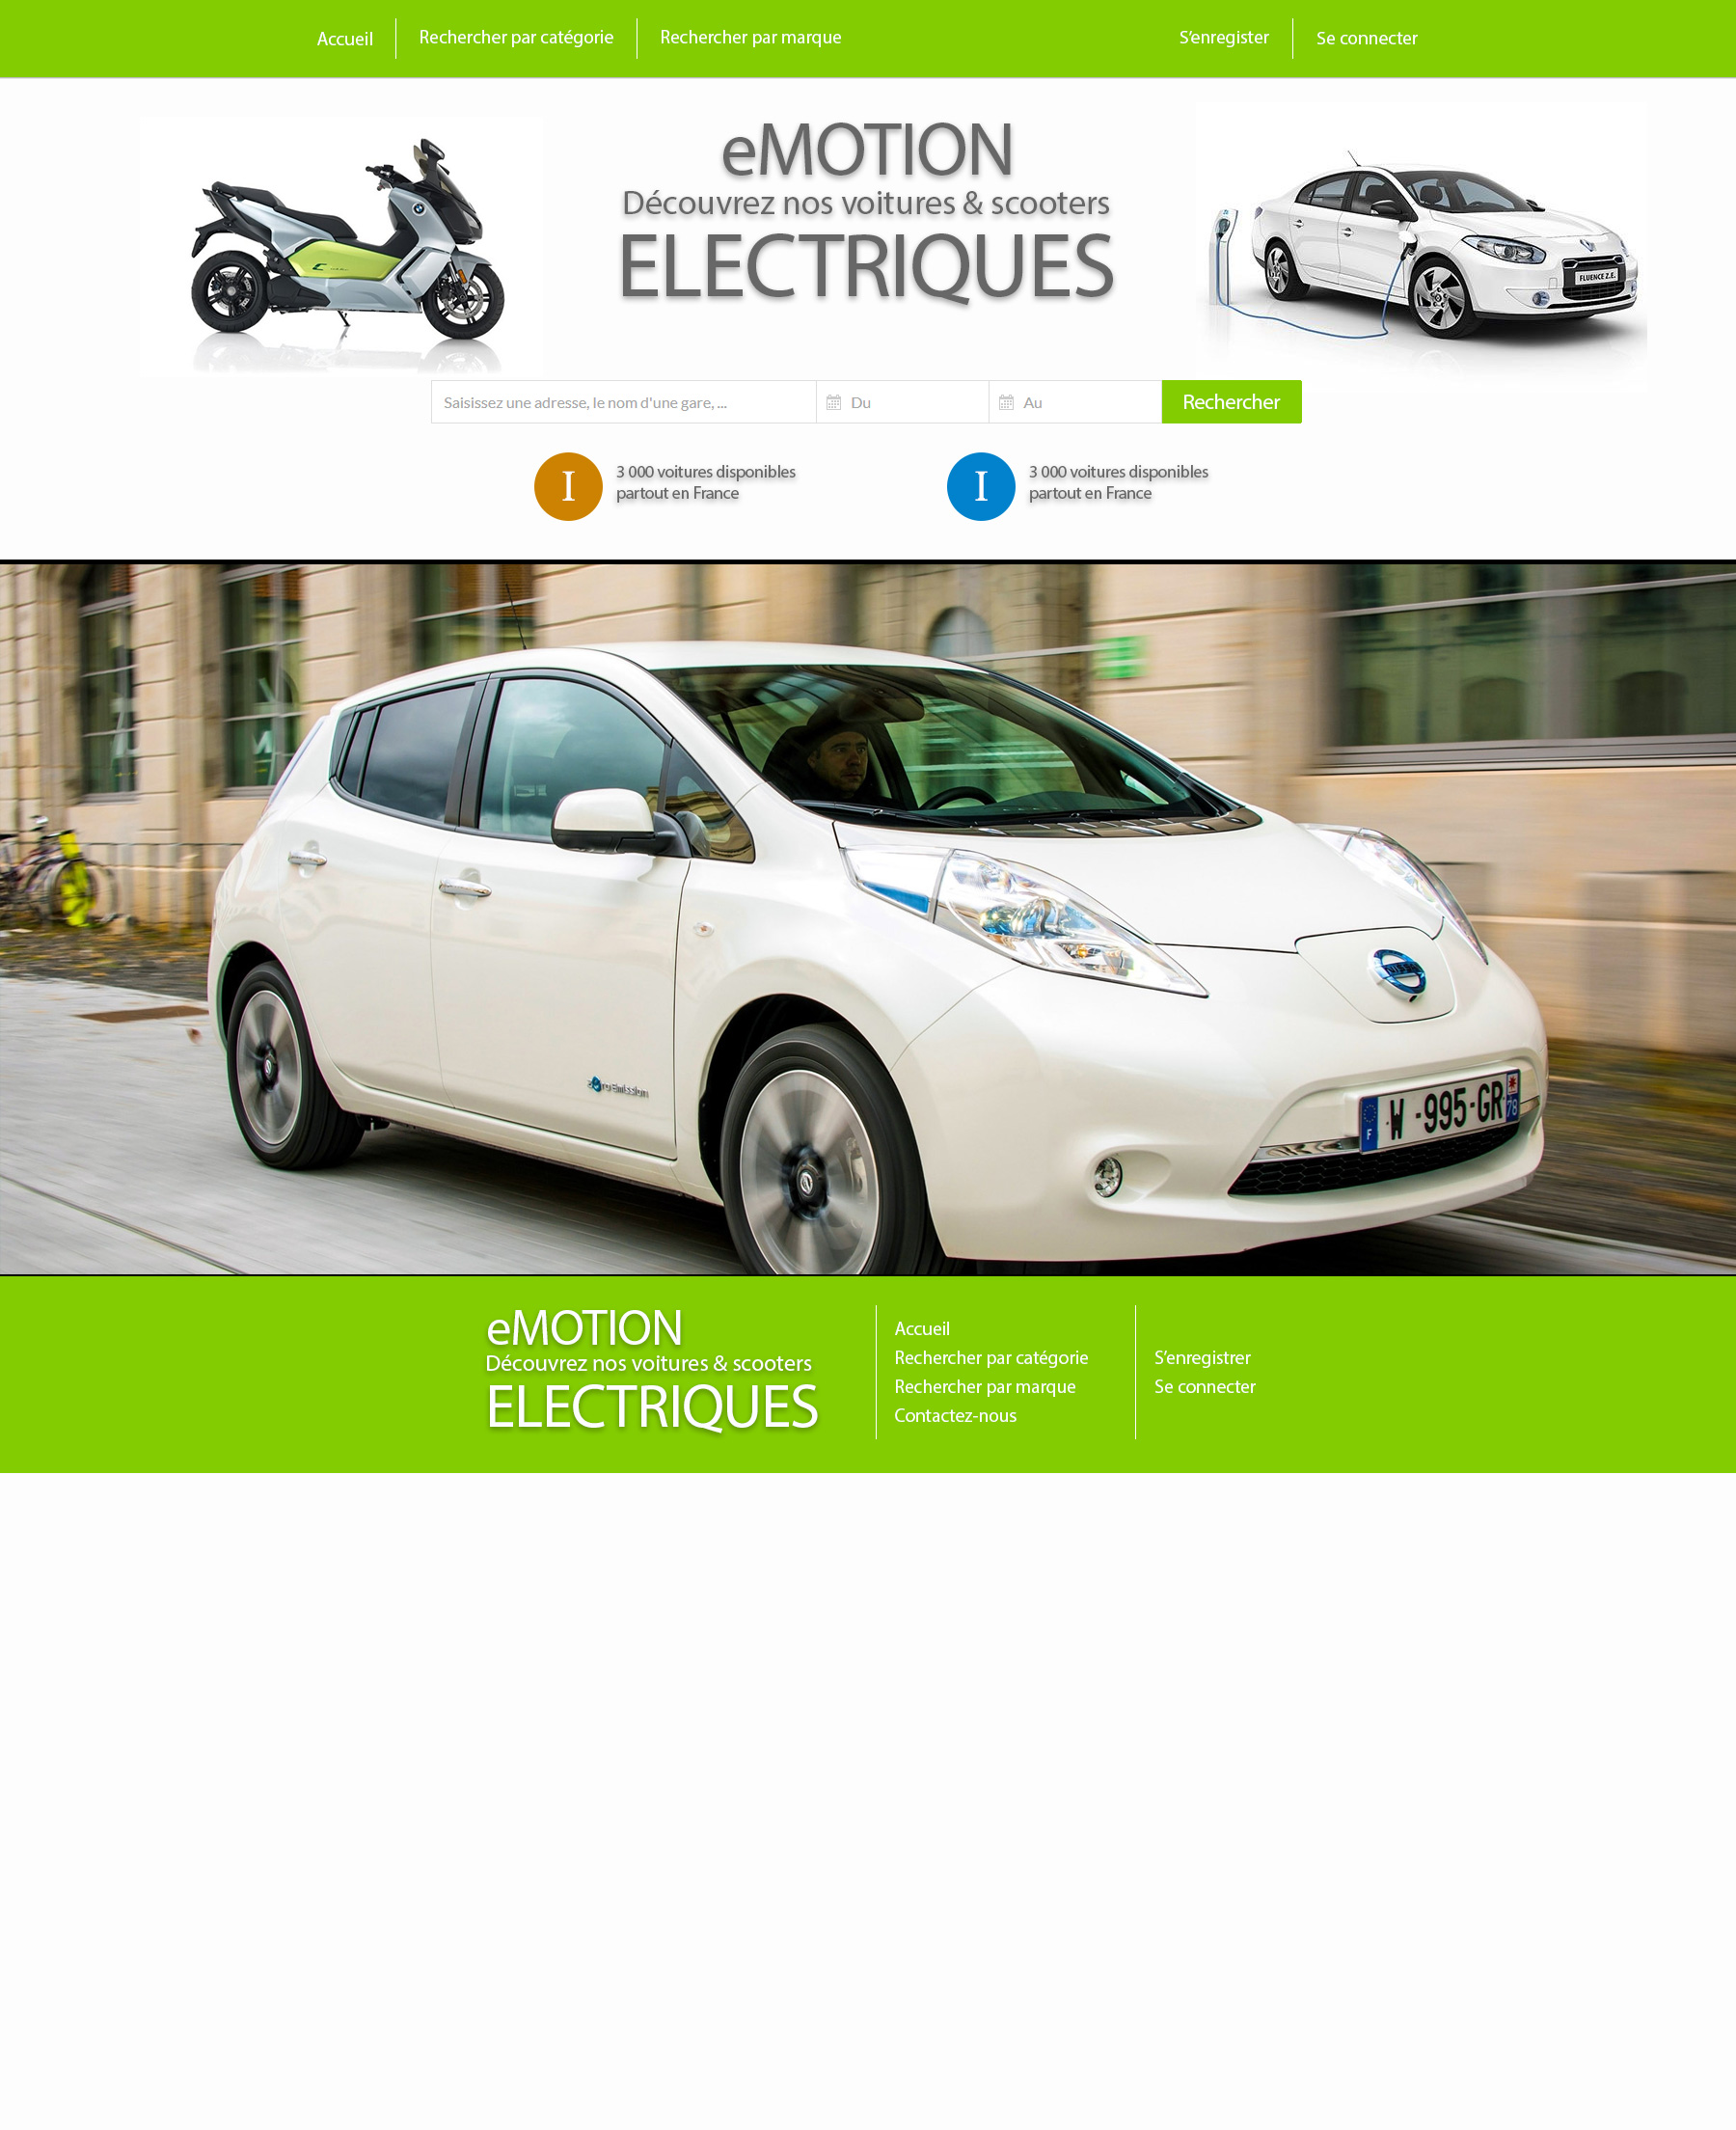 Accueil
Rechercher par catégorie
Rechercher par marque
S'enregister
Se connecter
eMOTION
Découvrez nos voitures & scooters
ELECTRIQUES
FLUENCE Z.E.
Saisissez une adresse, le nom d'une gare, ...
Du
Au
Rechercher
I
3 000 voitures disponibles
partout en France
I
3 000 voitures disponibles
partout en France
zero Emission
F
W -995-GR
78
eMOTION
Découvrez nos voitures & scooters
ELECTRIQUES
Accueil
Rechercher par catégorie
Rechercher par marque
Contactez-nous
S'enregistrer
Se connecter